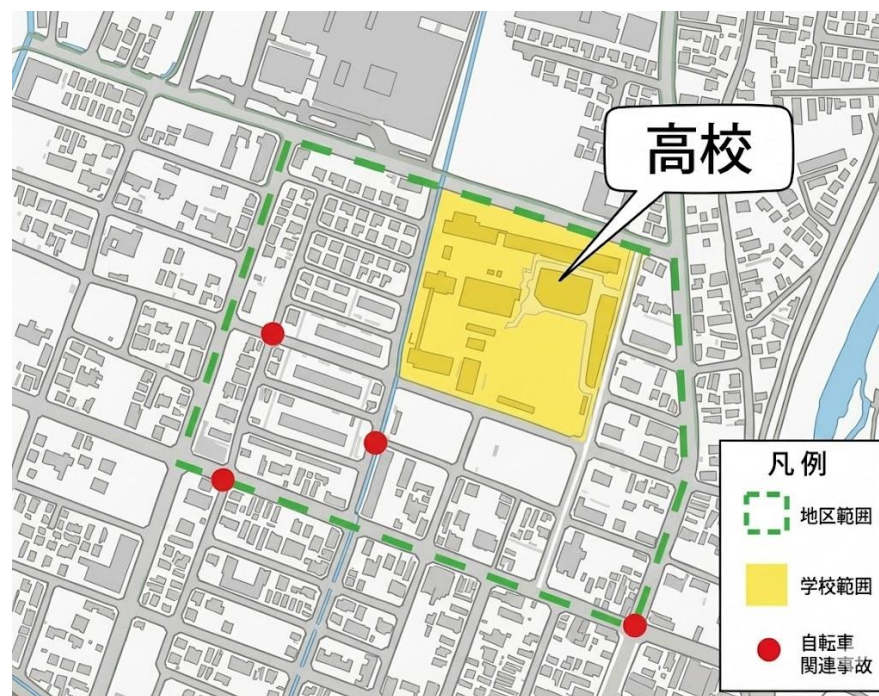 高校
凡例
地区範囲
学校範囲
自転車
関連事故